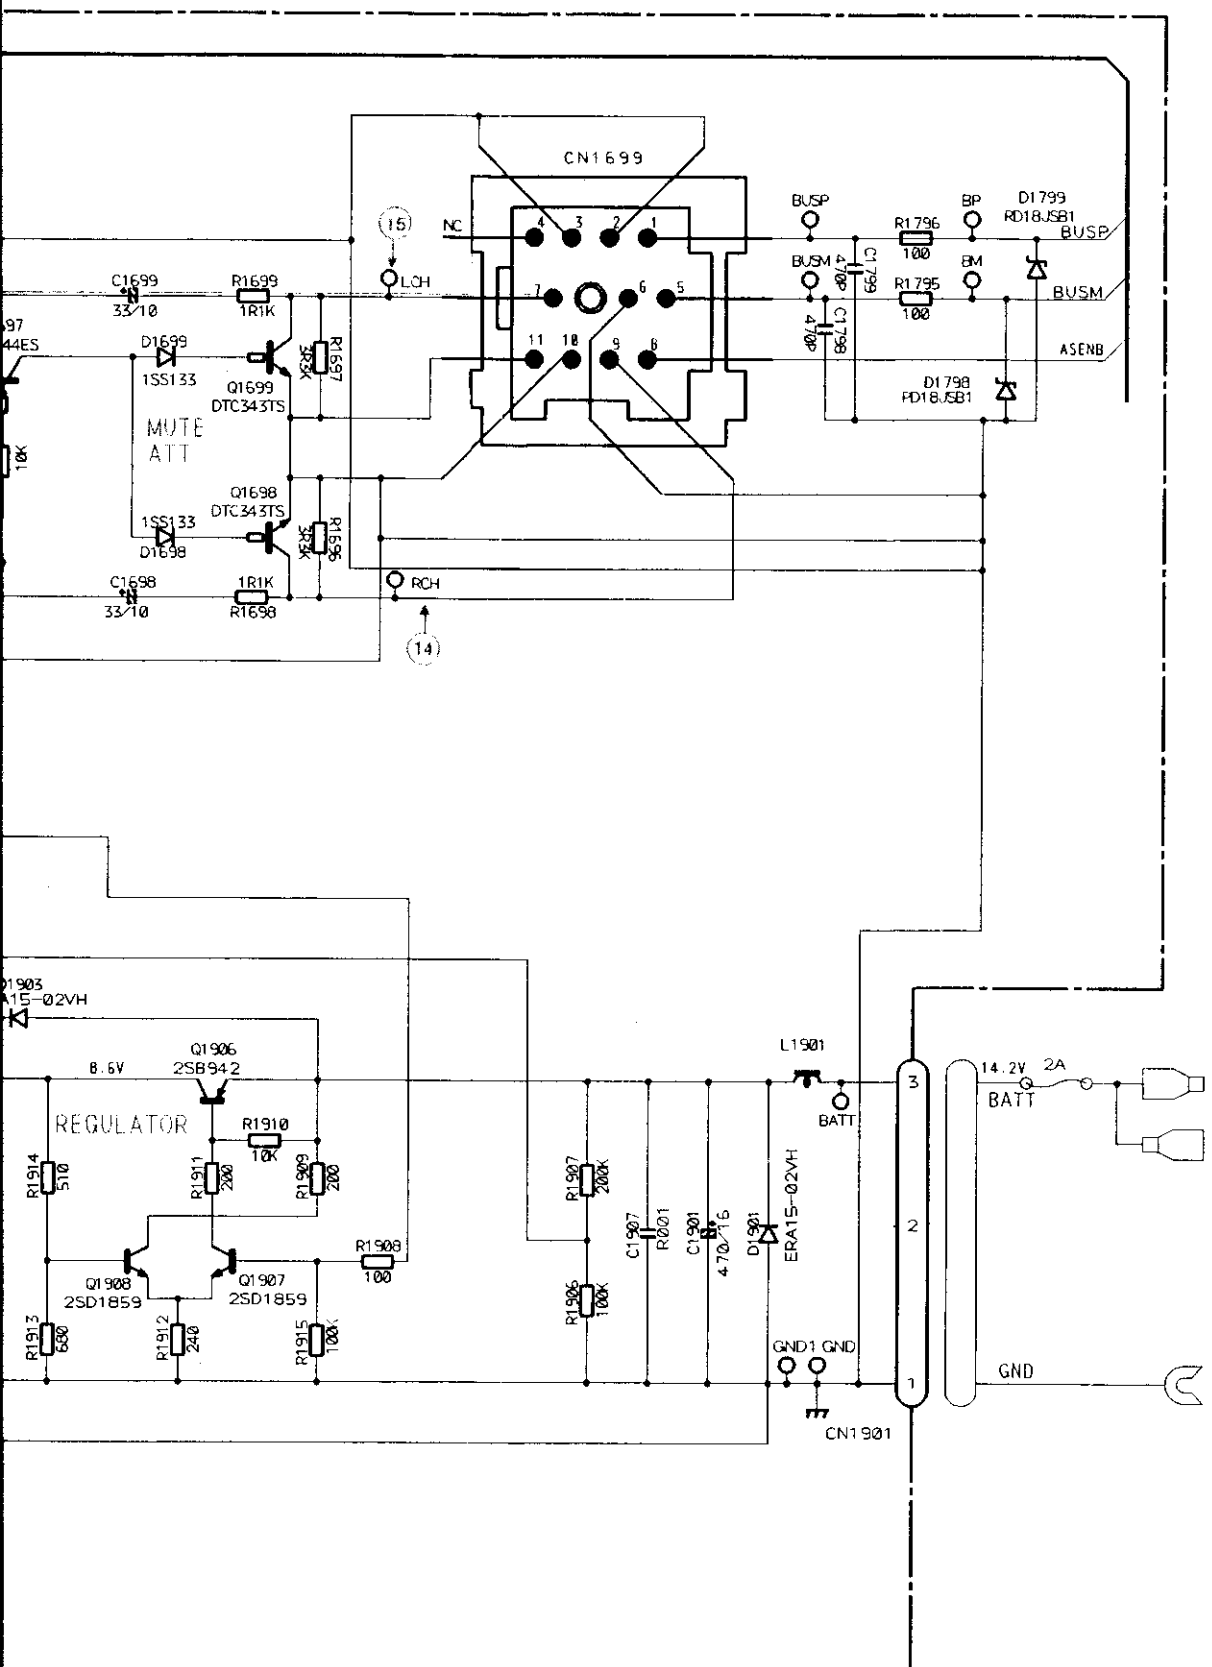 CN1699
4 3 2 1
7 6 5
11 10 9 8
NC
15
LCH
C1699
33/10
R1699
1R1K
97
44ES
D1699
1SS133
Q1699
DTC343TS
R1697
3R3K
MUTE
ATT
10K
Q1698
DTC343TS
1SS133
D1698
R1696
3R3K
C1698
33/10
1R1K
R1698
RCH
14
BUSP
BUSM
C1799
470P
C1798
470P
R1796
100
R1795
100
BP
BM
D1799
RD18JSB1
BUSP
BUSM
ASENB
D1798
RD18JSB1
D1903
A15-02VH
8.6V
Q1906
2SB942
REGULATOR
R1910
10K
R1914
510
R1911
200
R1909
200
R1908
100
Q1908
2SD1859
Q1907
2SD1859
R1913
680
R1912
240
R1915
100K
R1907
200K
R1906
100K
C1907
R001
C1901
470/16
D1901
ERA15-02VH
L1901
BATT
3
2
1
14.2V
BATT
2A
GND1 GND
GND
CN1901